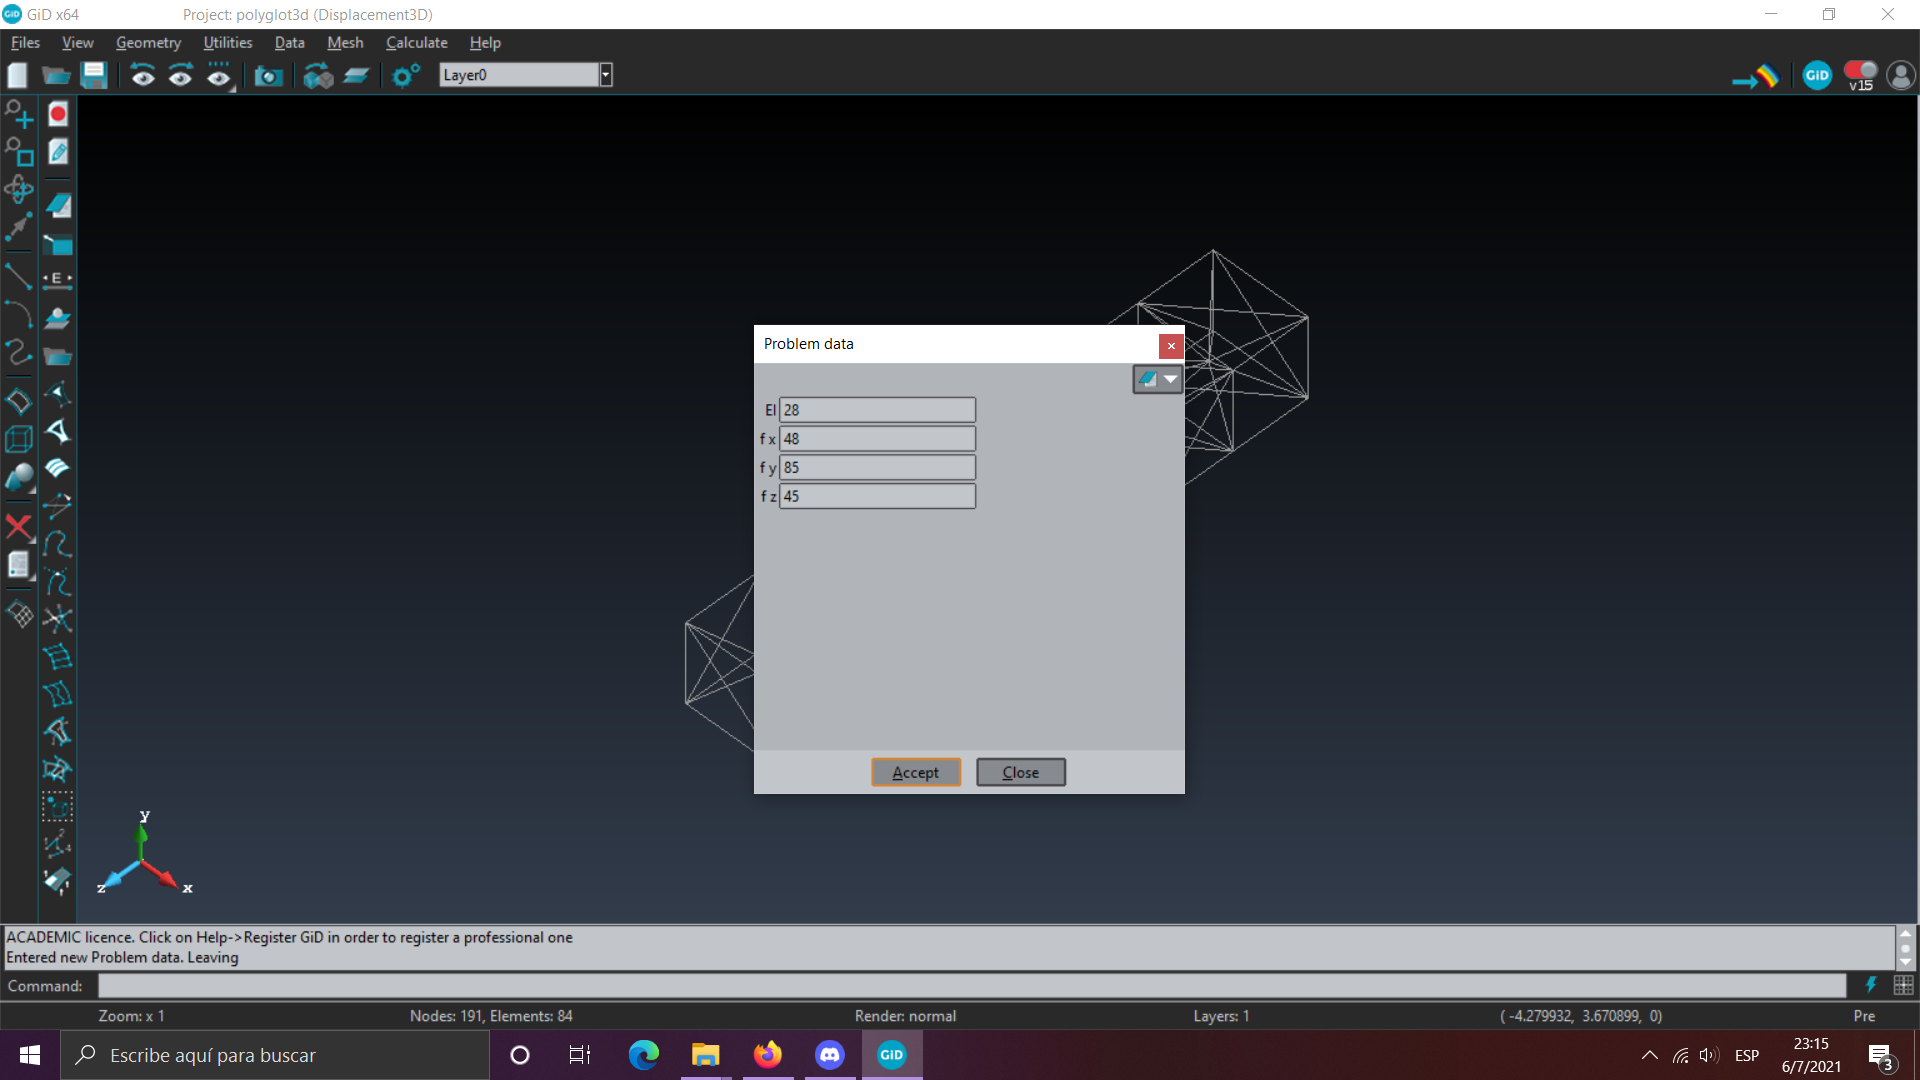 GiD x64 Project: polyglot3d (Displacement3D)
Files View Geometry Utilities Data Mesh Calculate Help
Layer0
GiD
v15
Problem data
EI 28
f x 48
f y 85
f z 45
Accept Close
y
z x
ACADEMIC licence. Click on Help->Register GiD in order to register a professional one
Entered new Problem data. Leaving
Command:
Zoom: x 1 Nodes: 191, Elements: 84 Render: normal Layers: 1 ( -4.279932, 3.670899, 0) Pre
Escribe aquí para buscar
GiD
ESP
23:15
6/7/2021
3